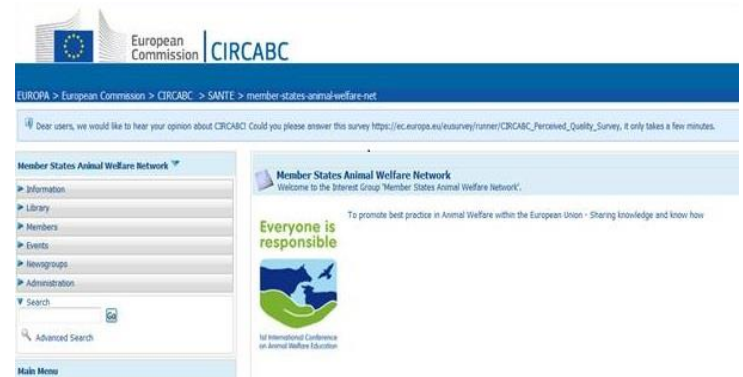 European
Commission
CIRCABC
EUROPA > European Commission > CIRCABC > SANTE > member-states-animal-welfare-net
Dear users, we would like to hear your opinion about CIRCABC! Could you please answer this survey https://ec.europa.eu/eusurvey/runner/CIRCABC_Perceived_Quality_Survey, it only takes a few minutes.
Member States Animal Welfare Network
Information
Library
Members
Events
Newsgroups
Administration
Search
Go
Advanced Search
Main Menu
Member States Animal Welfare Network
Welcome to the Interest Group 'Member States Animal Welfare Network'.
To promote best practice in Animal Welfare within the European Union - Sharing knowledge and know how
Everyone is
responsible
1st International Conference
on Animal Welfare Education